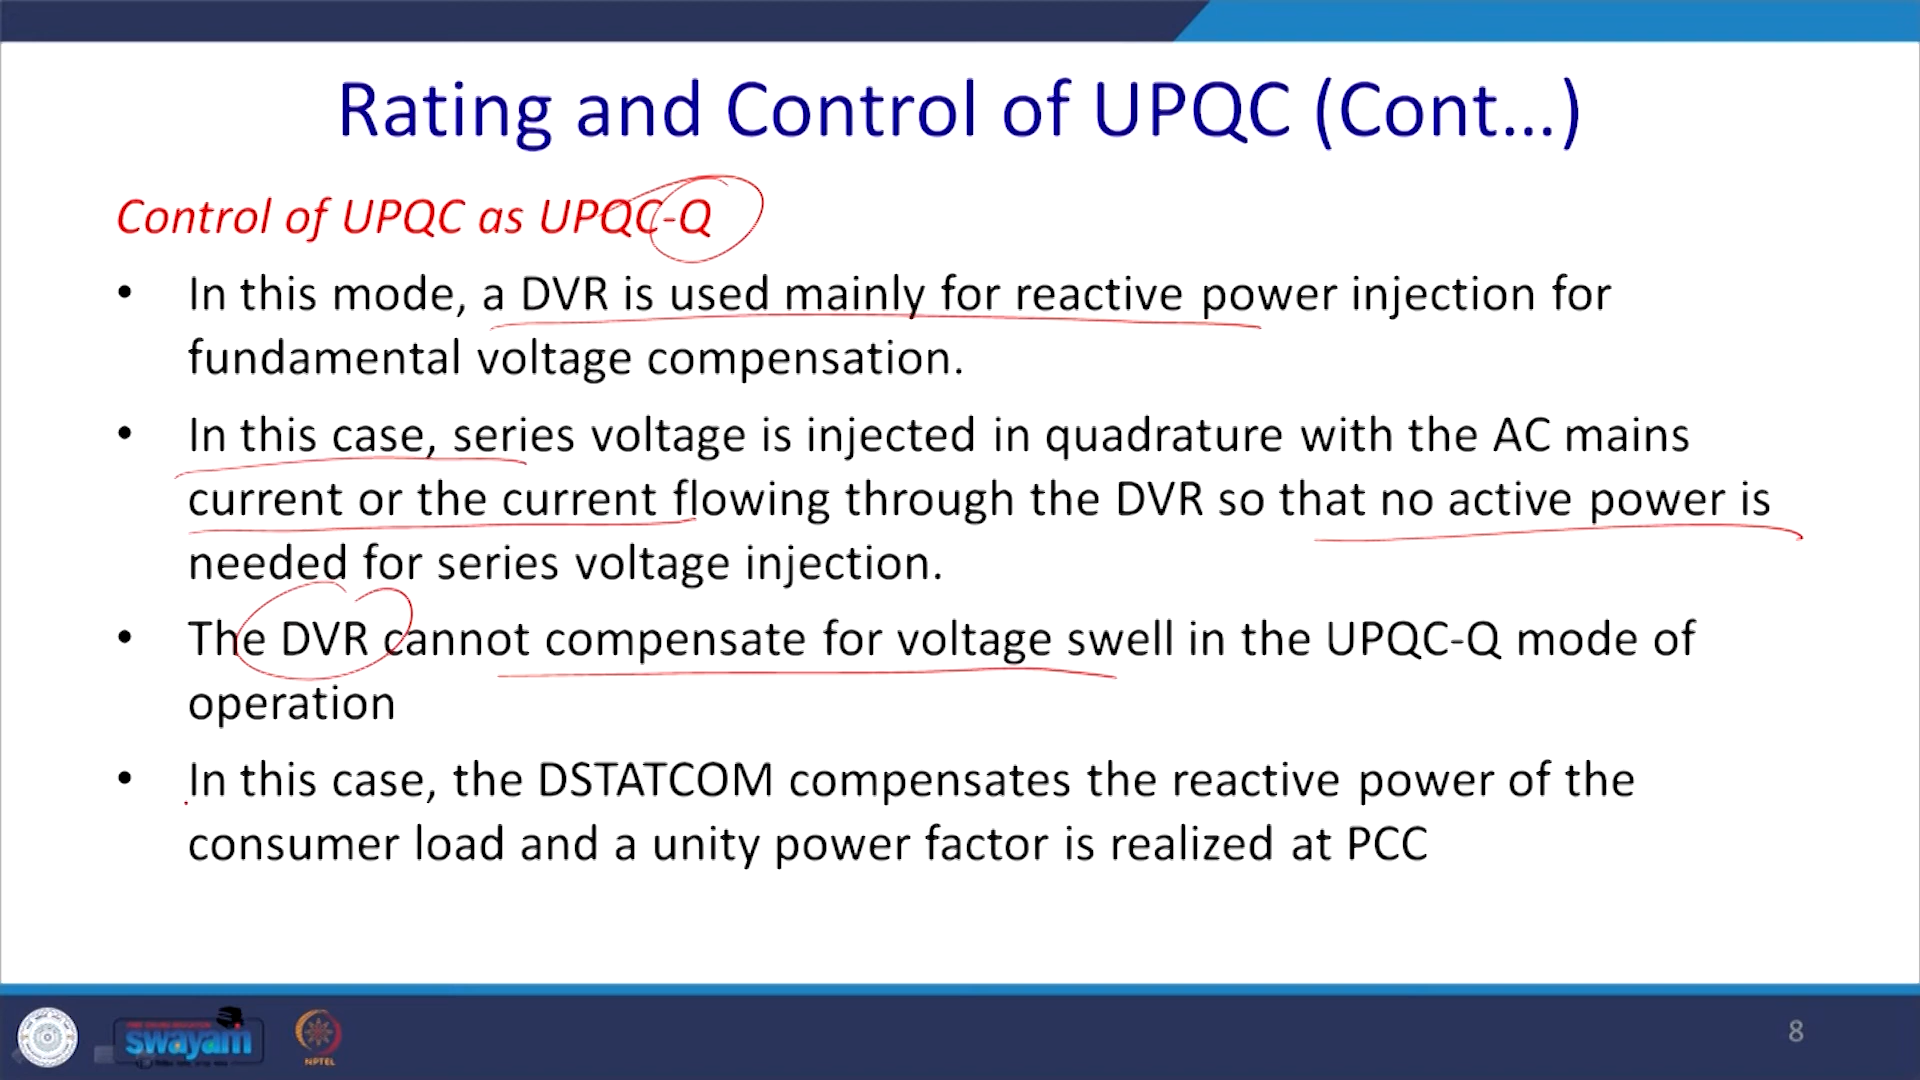 Rating and Control of UPQC (Cont...)
Control of UPQC as UPQC-Q
• In this mode, a DVR is used mainly for reactive power injection for
fundamental voltage compensation.
• In this case, series voltage is injected in quadrature with the AC mains
current or the current flowing through the DVR so that no active power is
needed for series voltage injection.
• The DVR cannot compensate for voltage swell in the UPQC-Q mode of
operation
• In this case, the DSTATCOM compensates the reactive power of the
consumer load and a unity power factor is realized at PCC
swayam
NPTEL
8